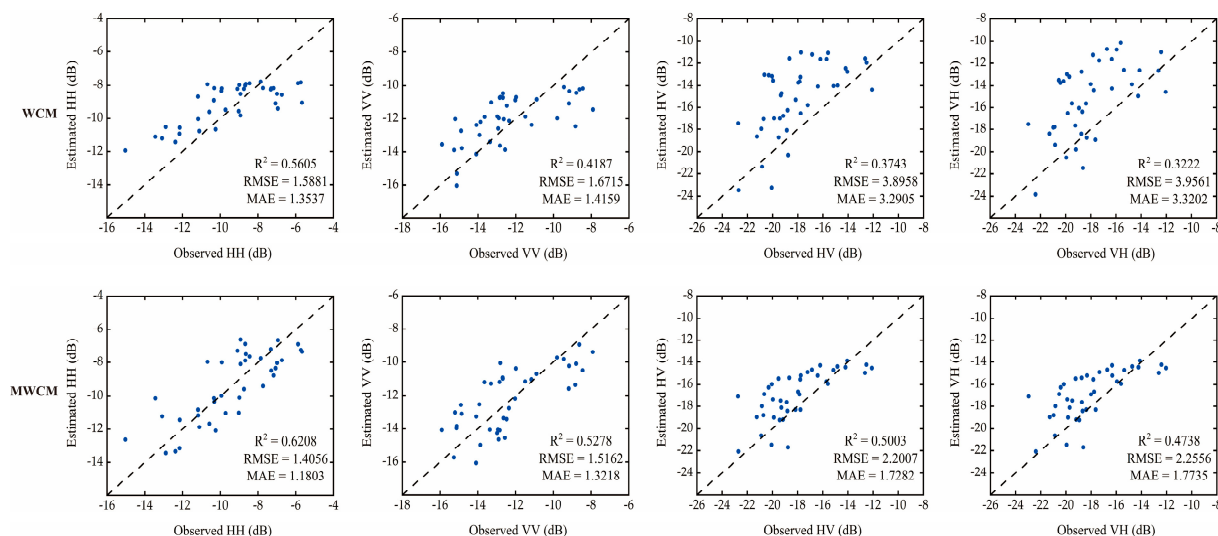 WCM
Estimated HH (dB)
-4
-6
-8
-10
-12
-14
R² = 0.5605
RMSE = 1.5881
MAE = 1.3537
-16 -14 -12 -10 -8 -6 -4
Observed HH (dB)
Estimated VV (dB)
-6
-8
-10
-12
-14
-16
R² = 0.4187
RMSE = 1.6715
MAE = 1.4159
-18 -16 -14 -12 -10 -8 -6
Observed VV (dB)
Estimated HV (dB)
-8
-10
-12
-14
-16
-18
-20
-22
-24
R² = 0.3743
RMSE = 3.8958
MAE = 3.2905
-26 -24 -22 -20 -18 -16 -14 -12 -10 -8
Observed HV (dB)
Estimated VH (dB)
-8
-10
-12
-14
-16
-18
-20
-22
-24
R² = 0.3222
RMSE = 3.9561
MAE = 3.3202
-26 -24 -22 -20 -18 -16 -14 -12 -10 -8
Observed VH (dB)
MWCM
Estimated HH (dB)
-4
-6
-8
-10
-12
-14
R² = 0.6208
RMSE = 1.4056
MAE = 1.1803
-16 -14 -12 -10 -8 -6 -4
Observed HH (dB)
Estimated VV (dB)
-6
-8
-10
-12
-14
-16
R² = 0.5278
RMSE = 1.5162
MAE = 1.3218
-18 -16 -14 -12 -10 -8 -6
Observed VV (dB)
Estimated HV (dB)
-8
-10
-12
-14
-16
-18
-20
-22
-24
R² = 0.5003
RMSE = 2.2007
MAE = 1.7282
-26 -24 -22 -20 -18 -16 -14 -12 -10 -8
Observed HV (dB)
Estimated VH (dB)
-8
-10
-12
-14
-16
-18
-20
-22
-24
R² = 0.4738
RMSE = 2.2556
MAE = 1.7735
-26 -24 -22 -20 -18 -16 -14 -12 -10 -8
Observed VH (dB)